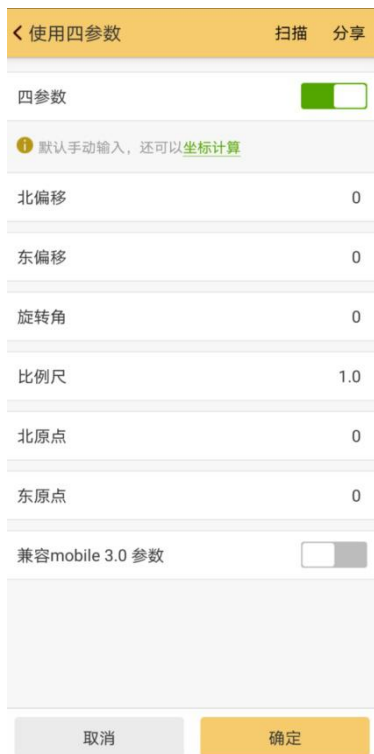 使用四参数 扫描 分享
四参数
默认手动输入，还可以坐标计算
北偏移 0
东偏移 0
旋转角 0
比例尺 1.0
北原点 0
东原点 0
兼容mobile 3.0 参数
取消 确定